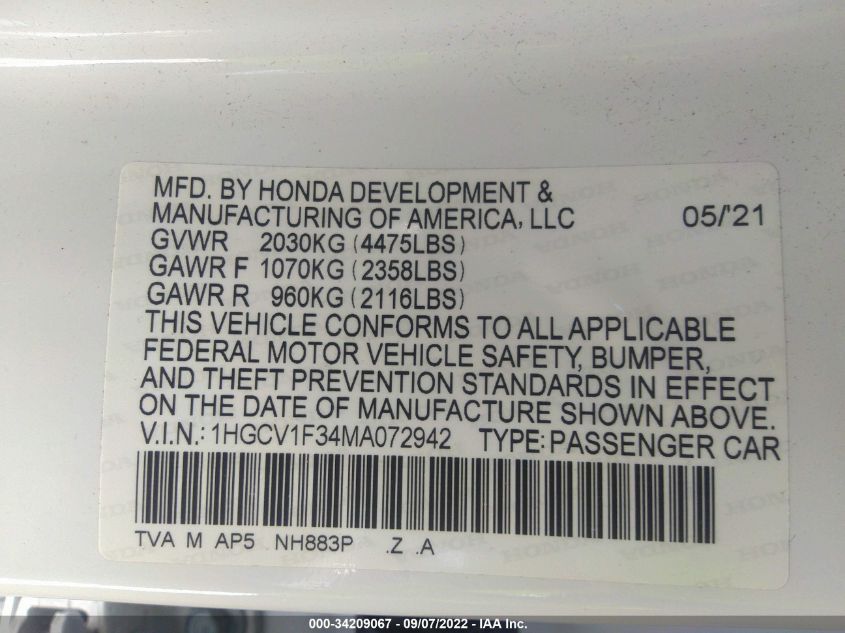 MFD. BY HONDA DEVELOPMENT &
MANUFACTURING OF AMERICA, LLC 05/'21
GVWR 2030KG (4475LBS)
GAWR F 1070KG (2358LBS)
GAWR R 960KG (2116LBS)
THIS VEHICLE CONFORMS TO ALL APPLICABLE
FEDERAL MOTOR VEHICLE SAFETY, BUMPER,
AND THEFT PREVENTION STANDARDS IN EFFECT
ON THE DATE OF MANUFACTURE SHOWN ABOVE.
V.I.N.: 1HGCV1F34MA072942 TYPE: PASSENGER CAR
TVA M AP5 NH883P .Z .A
000-34209067 - 09/07/2022 - IAA Inc.